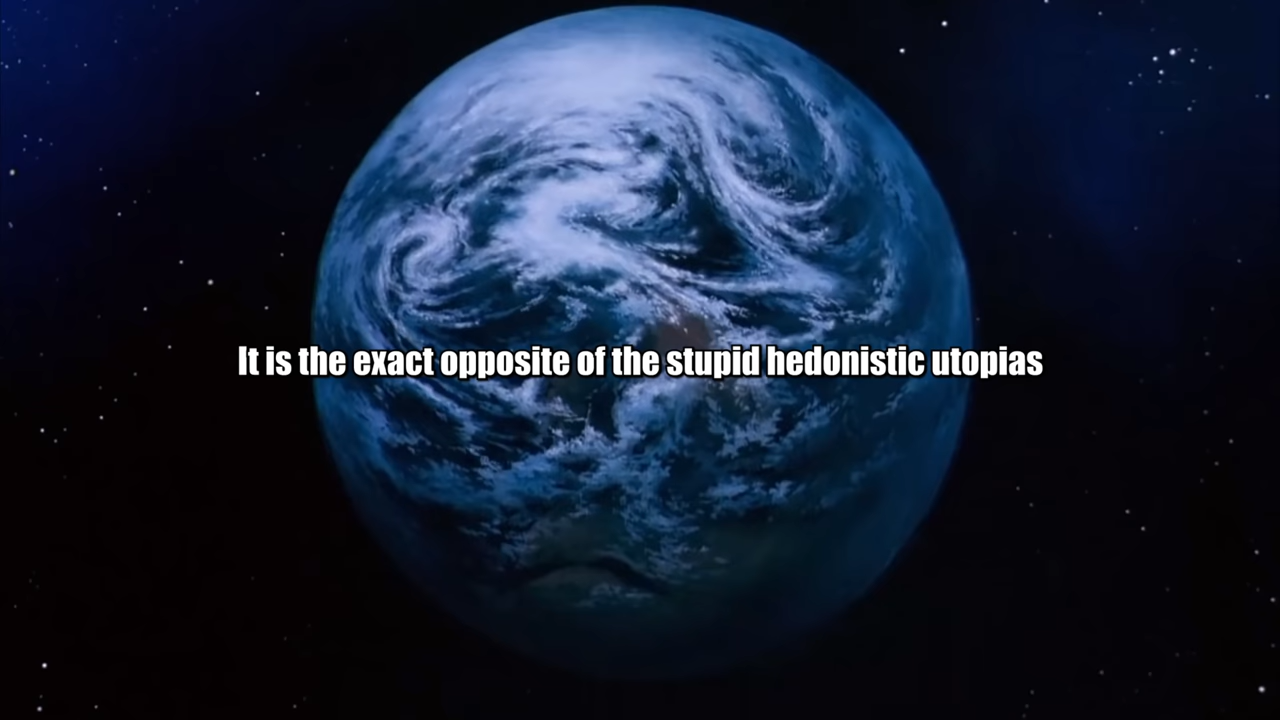 It is the exact opposite of the stupid hedonistic utopias